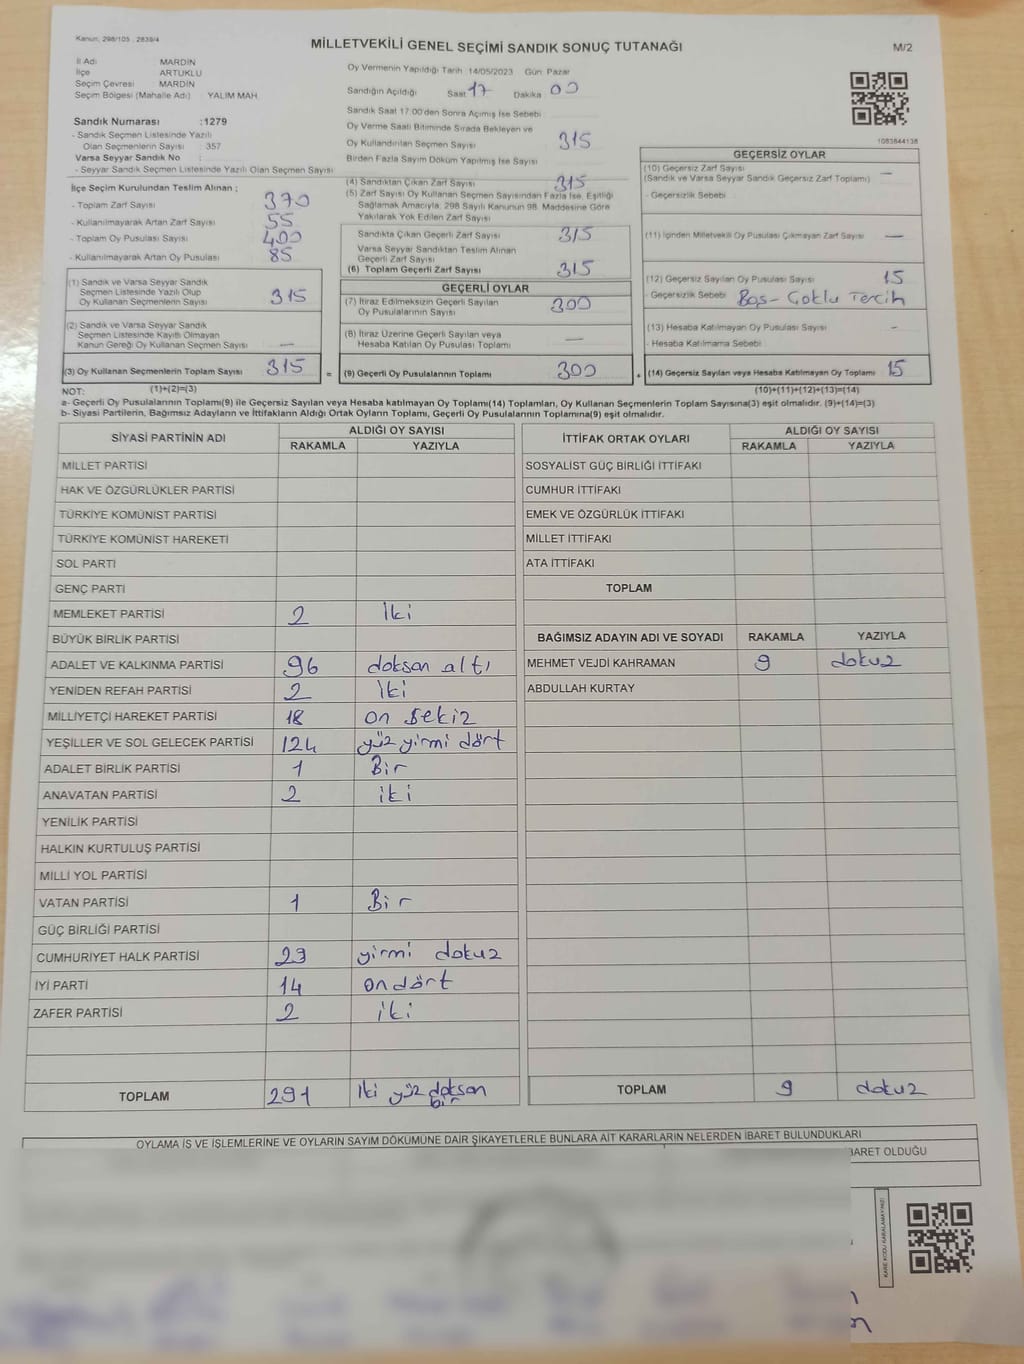 Kanun, 298/105 , 2839/4
MİLLETVEKİLİ GENEL SEÇİMİ SANDIK SONUÇ TUTANAĞI
M/2
İl Adı : MARDİN
İlçe : ARTUKLU
Seçim Çevresi : MARDİN
Seçim Bölgesi (Mahalle Adı) : YALIM MAH.
Sandık Numarası :1279
- Sandık Seçmen Listesinde Yazılı
Olan Seçmenlerin Sayısı : 357
Varsa Seyyar Sandık No :
- Seyyar Sandık Seçmen Listesinde Yazılı Olan Seçmen Sayısı :
Oy Vermenin Yapıldığı Tarih :14/05/2023 Gün: Pazar
Sandığın Açıldığı Saat 17 Dakika 00
Sandık Saat 17:00'den Sonra Açımış İse Sebebi
Oy Verme Saati Bitiminde Sırada Bekleyen ve
Oy Kullandırılan Seçmen Sayısı 315
Birden Fazla Sayım Döküm Yapılmış İse Sayısı
1083844138
İlçe Seçim Kurulundan Teslim Alınan ;
- Toplam Zarf Sayısı : 370
- Kullanılmayarak Artan Zarf Sayısı : 55
- Toplam Oy Pusulası Sayısı : 400
- Kullanılmayarak Artan Oy Pusulası : 85
(1) Sandık ve Varsa Seyyar Sandık
Seçmen Listesinde Yazılı Olup
Oy Kullanan Seçmenlerin Sayısı : 315
(2) Sandık ve Varsa Seyyar Sandık
Seçmen Listesinde Kayıtlı Olmayan
Kanun Gereği Oy Kullanan Seçmen Sayısı : —
(3) Oy Kullanan Seçmenlerin Toplam Sayısı : 315 =
(4) Sandıktan Çıkan Zarf Sayısı : 315
(5) Zarf Sayısı Oy Kullanan Seçmen Sayısından Fazla İse, Eşitliği
Sağlamak Amacıyla, 298 Sayılı Kanunun 98. Maddesine Göre
Yakılarak Yok Edilen Zarf Sayısı
Sandıkta Çıkan Geçerli Zarf Sayısı : 315
Varsa Seyyar Sandıktan Teslim Alınan
Geçerli Zarf Sayısı
(6) Toplam Geçerli Zarf Sayısı : 315
GEÇERLİ OYLAR
(7) İtiraz Edilmeksizin Geçerli Sayılan
Oy Pusulalarının Sayısı : 300
(8) İtiraz Üzerine Geçerli Sayılan veya
Hesaba Katılan Oy Pusulası Toplamı : —
(9) Geçerli Oy Pusulalarının Toplamı : 300 +
GEÇERSİZ OYLAR
(10) Geçersiz Zarf Sayısı
(Sandık ve Varsa Seyyar Sandık Geçersiz Zarf Toplamı) : —
- Geçersizlik Sebebi :
(11) İçinden Milletvekili Oy Pusulası Çıkmayan Zarf Sayısı : —
(12) Geçersiz Sayılan Oy Pusulası Sayısı : 15
- Geçersizlik Sebebi : Boş - Çoklu Tercih
(13) Hesaba Katılmayan Oy Pusulası Sayısı : -
- Hesaba Katılmama Sebebi :
(14) Geçersiz Sayılan veya Hesaba Katılmayan Oy Toplamı : 15
NOT: (1)+(2)=(3) (10)+(11)+(12)+(13)=(14)
a- Geçerli Oy Pusulalarının Toplamı(9) ile Geçersiz Sayılan veya Hesaba katılmayan Oy Toplamı(14) Toplamları, Oy Kullanan Seçmenlerin Toplam Sayısına(3) eşit olmalıdır. (9)+(14)=(3)
b- Siyasi Partilerin, Bağımsız Adayların ve İttifakların Aldığı Ortak Oyların Toplamı, Geçerli Oy Pusulalarının Toplamına(9) eşit olmalıdır.
SİYASİ PARTİNİN ADI ALDIĞI OY SAYISI
RAKAMLA YAZIYLA
MİLLET PARTİSİ
HAK VE ÖZGÜRLÜKLER PARTİSİ
TÜRKİYE KOMÜNİST PARTİSİ
TÜRKİYE KOMÜNİST HAREKETİ
SOL PARTİ
GENÇ PARTİ
MEMLEKET PARTİSİ 2 İki
BÜYÜK BİRLİK PARTİSİ
ADALET VE KALKINMA PARTİSİ 96 doksan altı
YENİDEN REFAH PARTİSİ 2 İki
MİLLİYETÇİ HAREKET PARTİSİ 18 on sekiz
YEŞİLLER VE SOL GELECEK PARTİSİ 124 yüz yirmi dört
ADALET BİRLİK PARTİSİ 1 Bir
ANAVATAN PARTİSİ 2 iki
YENİLİK PARTİSİ
HALKIN KURTULUŞ PARTİSİ
MİLLİ YOL PARTİSİ
VATAN PARTİSİ 1 Bir
GÜÇ BİRLİĞİ PARTİSİ
CUMHURİYET HALK PARTİSİ 29 yirmi dokuz
İYİ PARTİ 14 on dört
ZAFER PARTİSİ 2 iki
TOPLAM 291 iki yüz doksan bir
İTTİFAK ORTAK OYLARI ALDIĞI OY SAYISI
RAKAMLA YAZIYLA
SOSYALİST GÜÇ BİRLİĞİ İTTİFAKI
CUMHUR İTTİFAKI
EMEK VE ÖZGÜRLÜK İTTİFAKI
MİLLET İTTİFAKI
ATA İTTİFAKI
TOPLAM
BAĞIMSIZ ADAYIN ADI VE SOYADI RAKAMLA YAZIYLA
MEHMET VEJDİ KAHRAMAN 9 dokuz
ABDULLAH KURTAY
TOPLAM 9 dokuz
OYLAMA İŞ VE İŞLEMLERİNE VE OYLARIN SAYIM DÖKÜMÜNE DAİR ŞİKAYETLERLE BUNLARA AİT KARARLARIN NELERDEN İBARET BULUNDUKLARI
BARET OLDUĞU
KARE KODU KARALAMAYINIZ!